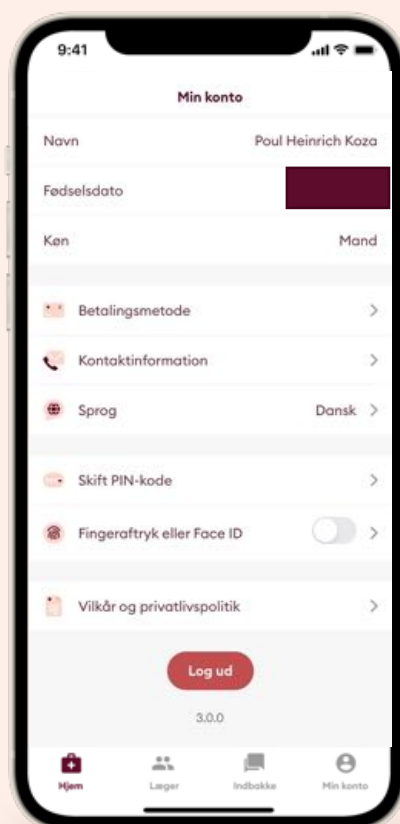 9:41
Min konto
Navn Poul Heinrich Koza
Fødselsdato
Køn Mand
Betalingsmetode
Kontaktinformation
Sprog Dansk
Skift PIN-kode
Fingeraftryk eller Face ID
Vilkår og privatlivspolitik
Log ud
3.0.0
Hjem Læger Indbakke Min konto